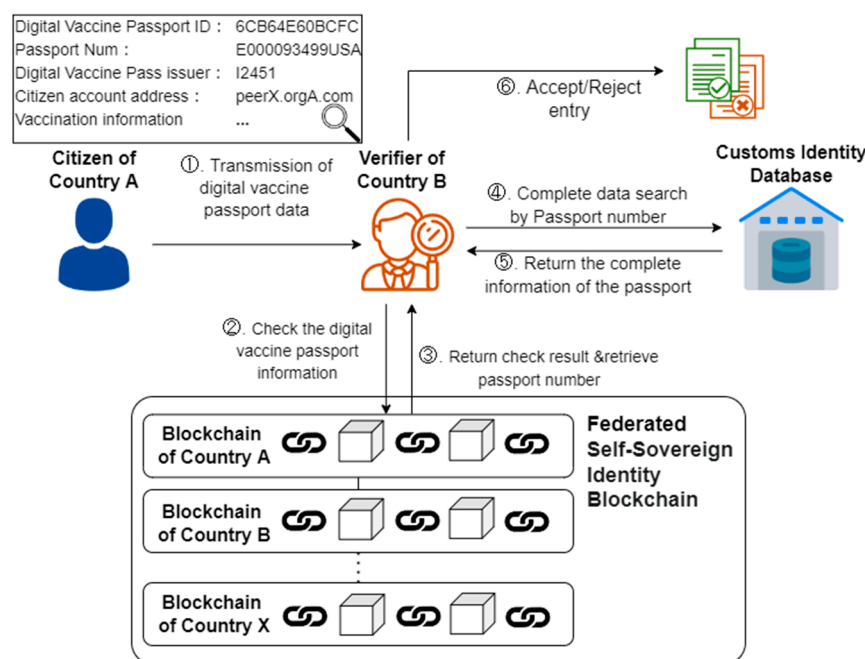 Digital Vaccine Passport ID： 6CB64E60BCFC
Passport Num： E000093499USA
Digital Vaccine Pass issuer： I2451
Citizen account address： peerX.orgA.com
Vaccination information ...
⑥. Accept/Reject
entry
Citizen of
Country A
①. Transmission of
digital vaccine
passport data
Verifier of
Country B
④. Complete data search
by Passport number
Customs Identity
Database
⑤. Return the complete
information of the passport
②. Check the digital
vaccine passport
information
③. Return check result &retrieve
passport number
Blockchain
of Country A
Federated
Self-Sovereign
Identity
Blockchain
Blockchain
of Country B
Blockchain
of Country X